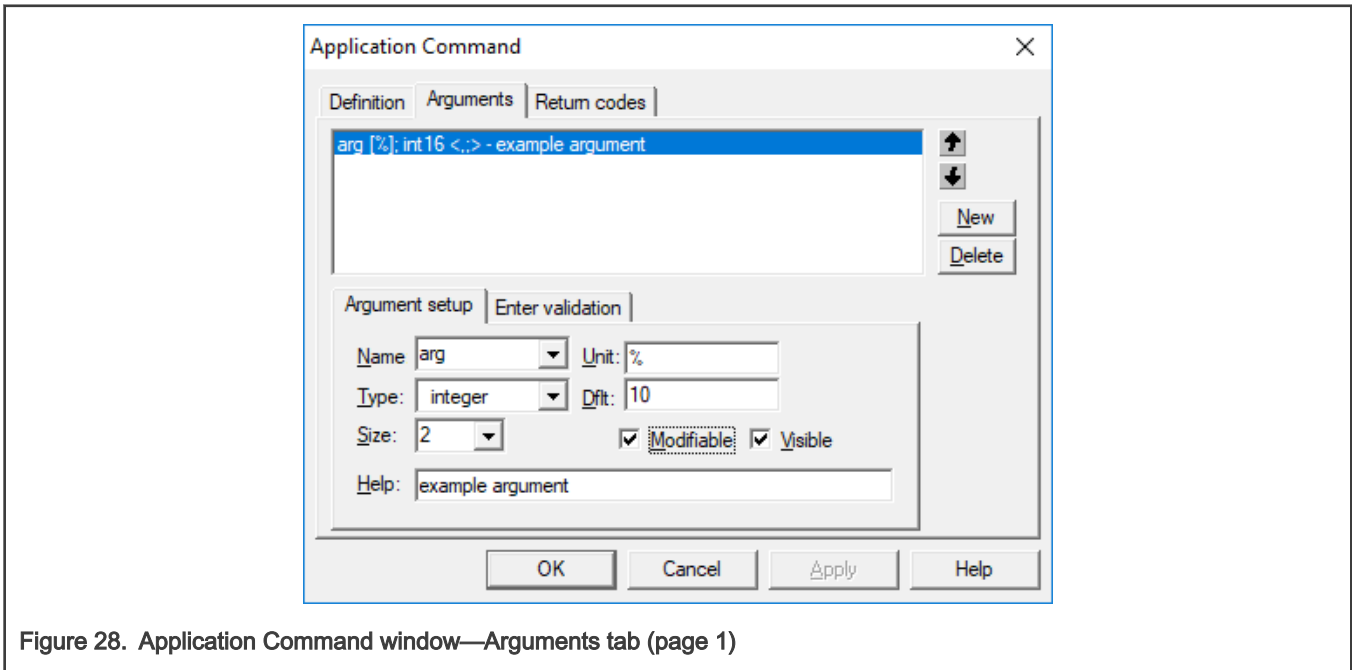 Application Command
Definition Arguments Return codes
arg [%]; int16 <,;> - example argument
New
Delete
Argument setup Enter validation
Name arg Unit: %
Type: integer Dflt: 10
Size: 2 Modifiable Visible
Help: example argument
OK Cancel Apply Help
Figure 28. Application Command window—Arguments tab (page 1)